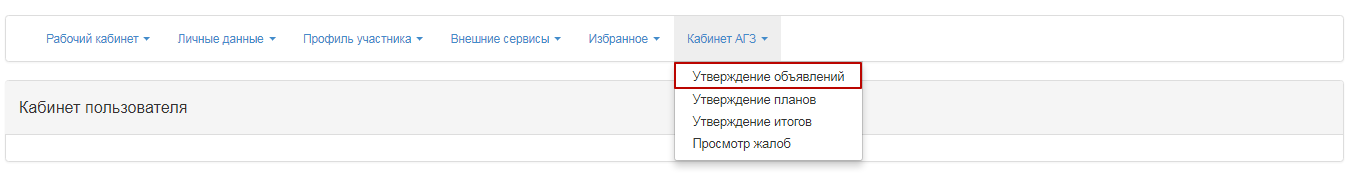 Рабочий кабинет Личные данные Профиль участника Внешние сервисы Избранное Кабинет АГЗ
Утверждение объявлений
Утверждение планов
Утверждение итогов
Просмотр жалоб
Кабинет пользователя